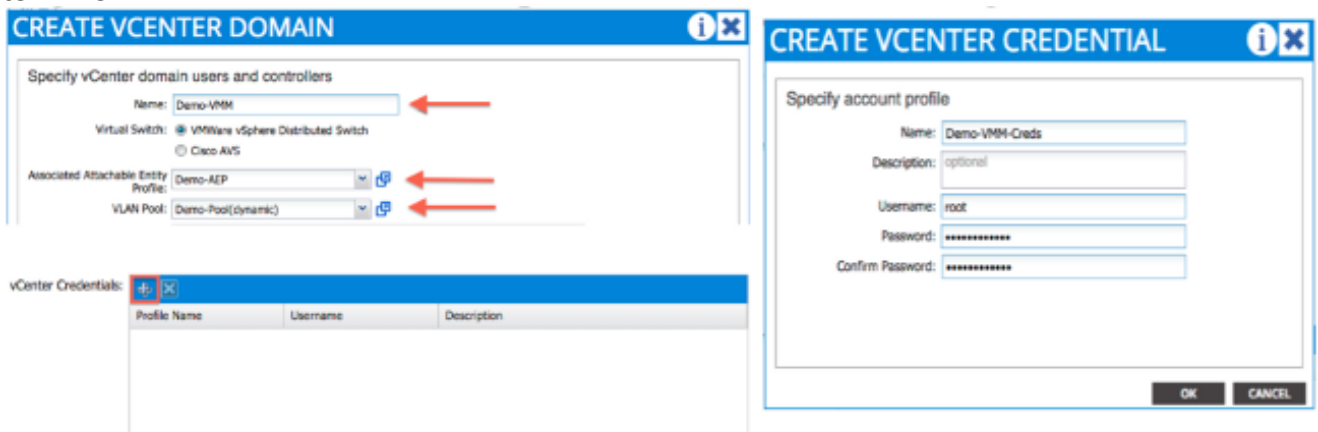 CREATE VCENTER DOMAIN
Specify vCenter domain users and controllers
Name: Demo-VMM
Virtual Switch: VMWare vSphere Distributed Switch
Cisco AVS
Associated Attachable Entity
Profile: Demo-AEP
VLAN Pool: Demo-Pool(dynamic)
vCenter Credentials:
Profile Name Username Description
CREATE VCENTER CREDENTIAL
Specify account profile
Name: Demo-VMM-Creds
Description: optional
Username: root
Password: ••••••••••••
Confirm Password: ••••••••••••
OK CANCEL